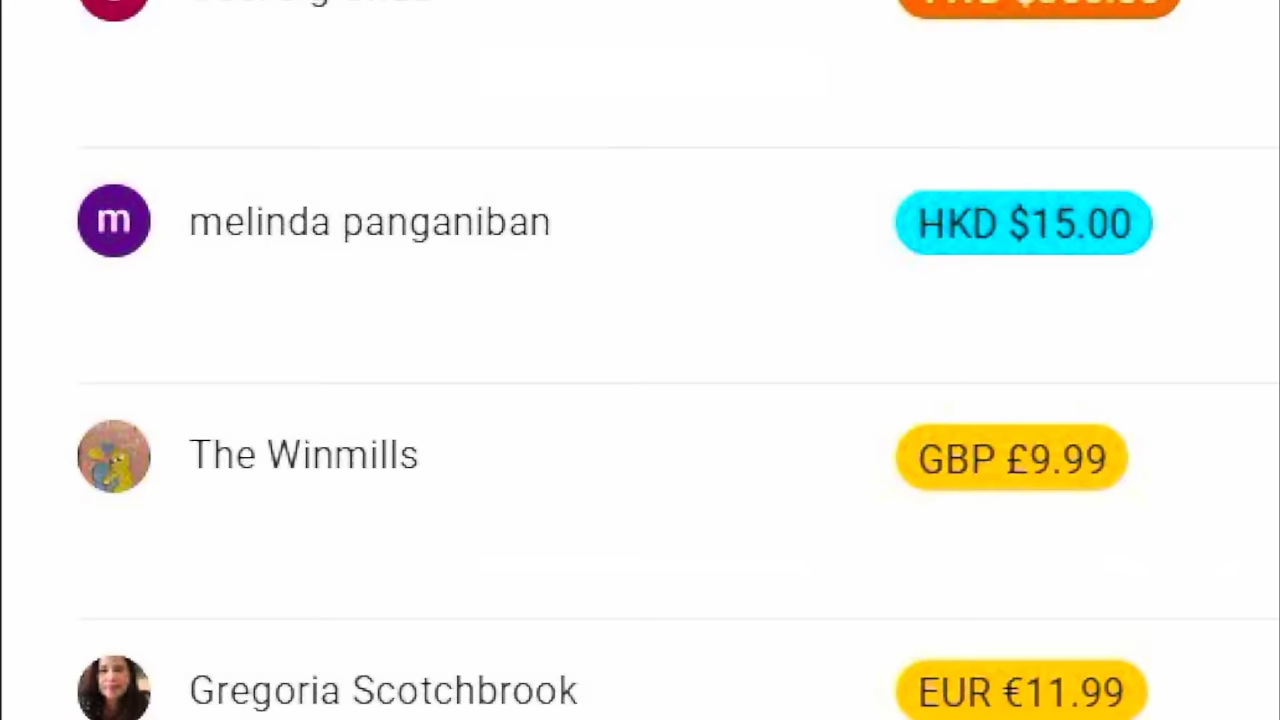 m
melinda panganiban
HKD $15.00
The Winmills
GBP £9.99
Gregoria Scotchbrook
EUR €11.99